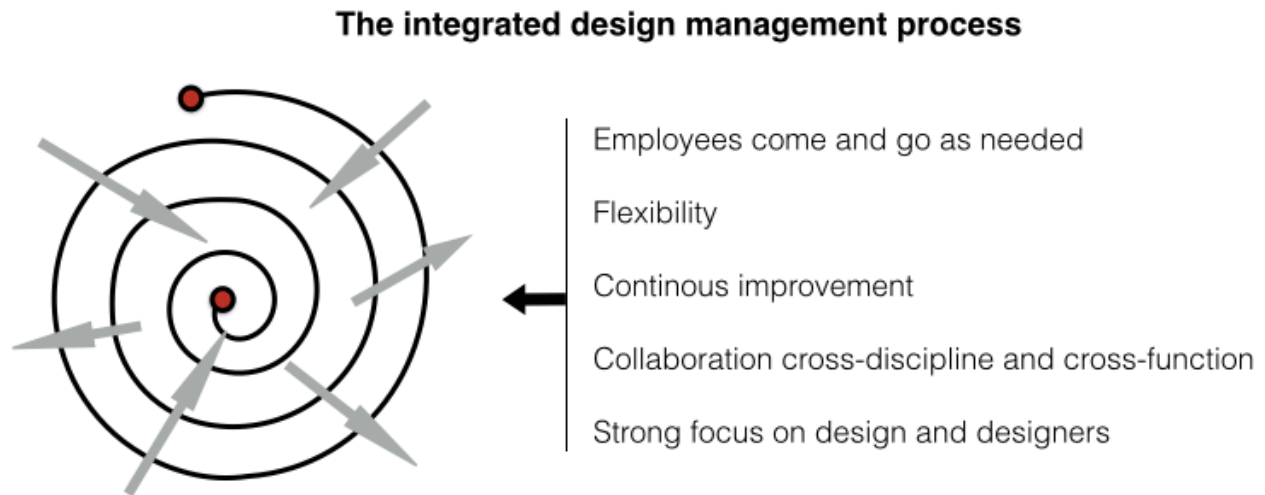 The integrated design management process
Employees come and go as needed
Flexibility
Continous improvement
Collaboration cross-discipline and cross-function
Strong focus on design and designers